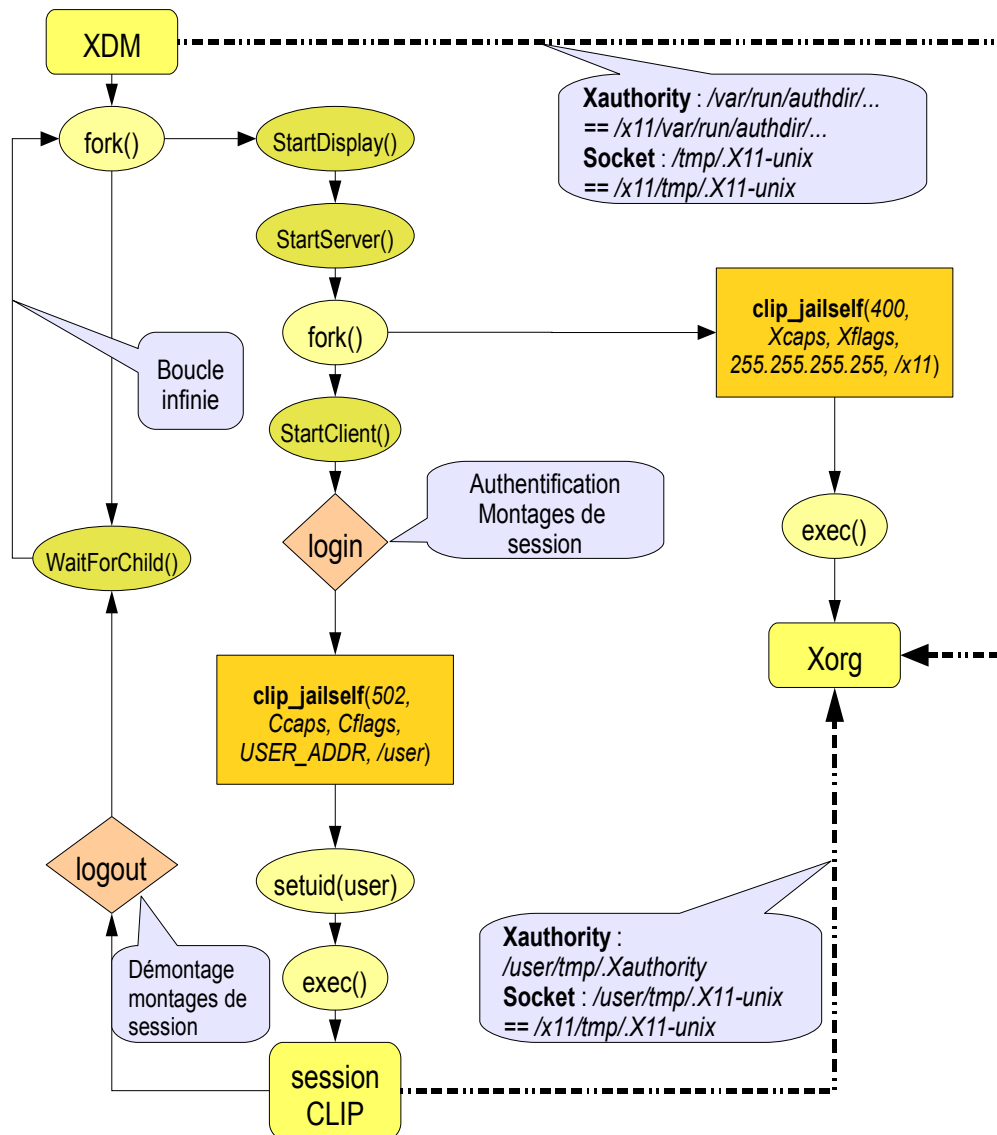 XDM
Xauthority : /var/run/authdir/...
== /x11/var/run/authdir/...
Socket : /tmp/.X11-unix
== /x11/tmp/.X11-unix
fork()
StartDisplay()
StartServer()
fork()
clip_jailself(400,
Xcaps, Xflags,
255.255.255.255, /x11)
Boucle
infinie
StartClient()
Authentification
Montages de
session
login
exec()
WaitForChild()
Xorg
clip_jailself(502,
Ccaps, Cflags,
USER_ADDR, /user)
logout
setuid(user)
Xauthority :
/user/tmp/.Xauthority
Socket : /user/tmp/.X11-unix
== /x11/tmp/.X11-unix
Démontage
montages de
session
exec()
session
CLIP